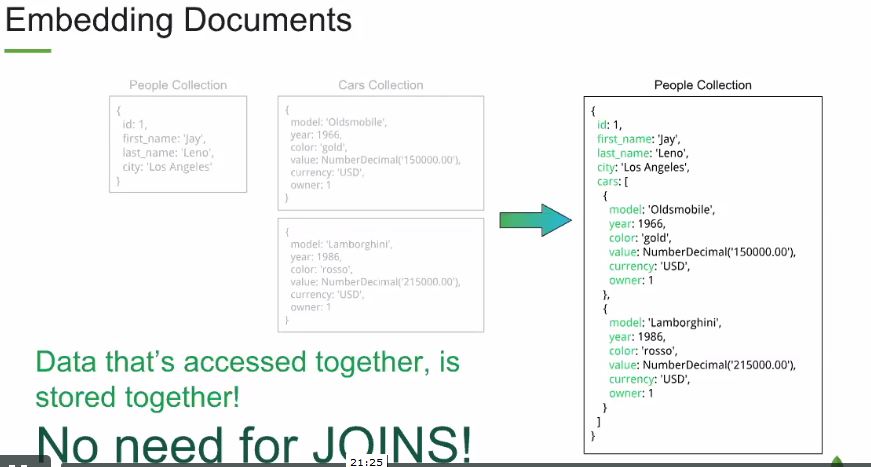 Embedding Documents
People Collection
{
id: 1,
first_name: 'Jay',
last_name: 'Leno',
city: 'Los Angeles'
}
Cars Collection
{
model: 'Oldsmobile',
year: 1966,
color: 'gold',
value: NumberDecimal('150000.00'),
currency: 'USD',
owner: 1
}
{
model: 'Lamborghini',
year: 1986,
color: 'rosso',
value: NumberDecimal('215000.00'),
currency: 'USD',
owner: 1
}
People Collection
{
id: 1,
first_name: 'Jay',
last_name: 'Leno',
city: 'Los Angeles',
cars: [
{
model: 'Oldsmobile',
year: 1966,
color: 'gold',
value: NumberDecimal('150000.00'),
currency: 'USD',
owner: 1
},
{
model: 'Lamborghini',
year: 1986,
color: 'rosso',
value: NumberDecimal('215000.00'),
currency: 'USD',
owner: 1
}
]
}
Data that's accessed together, is
stored together!
No need for JOINS!
21:25